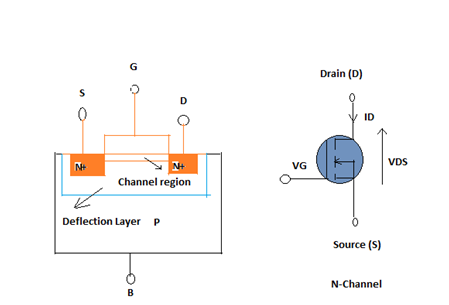 G
S
D
N+
N+
Channel region
Deflection Layer P
B
Drain (D)
ID
VG
VDS
Source (S)
N-Channel